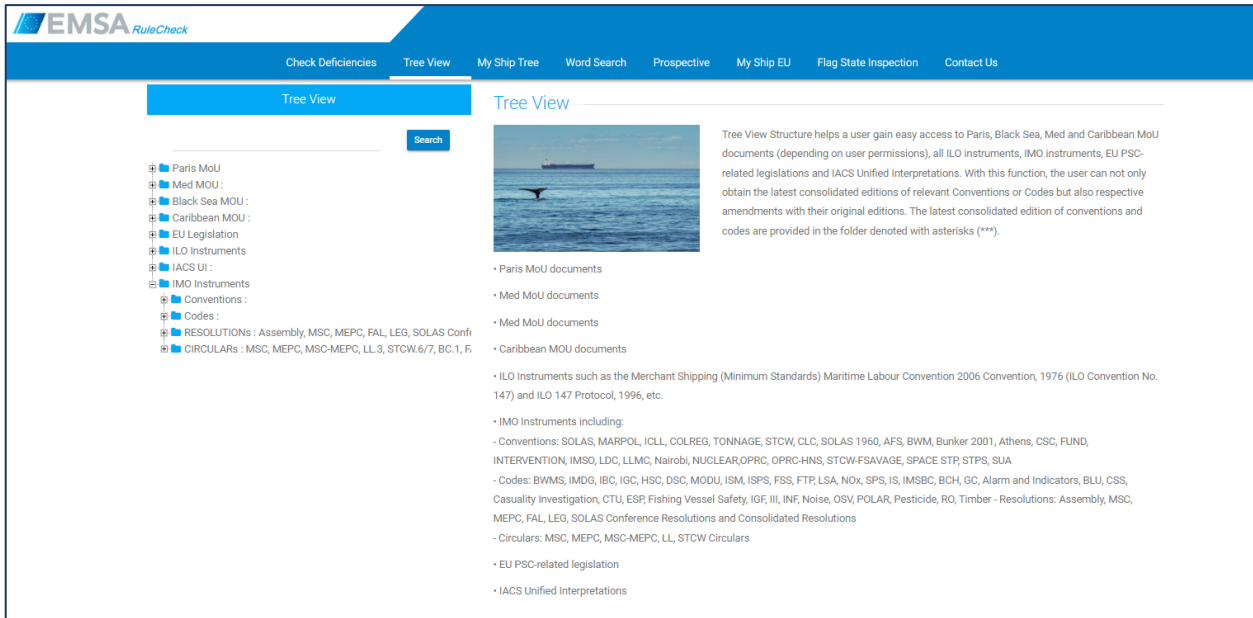 EMSA RuleCheck
Check Deficiencies Tree View My Ship Tree Word Search Prospective My Ship EU Flag State Inspection Contact Us
Tree View
Search
Paris MoU
Med MOU :
Black Sea MOU :
Caribbean MOU :
EU Legislation
ILO Instruments
IACS UI :
IMO Instruments
Conventions :
Codes :
RESOLUTIONs : Assembly, MSC, MEPC, FAL, LEG, SOLAS Confe
CIRCULARs : MSC, MEPC, MSC-MEPC, LL.3, STCW.6/7, BC.1, FA
Tree View
Tree View Structure helps a user gain easy access to Paris, Black Sea, Med and Caribbean MoU
documents (depending on user permissions), all ILO instruments, IMO instruments, EU PSC-
related legislations and IACS Unified Interpretations. With this function, the user can not only
obtain the latest consolidated editions of relevant Conventions or Codes but also respective
amendments with their original editions. The latest consolidated edition of conventions and
codes are provided in the folder denoted with asterisks (***).
• Paris MoU documents
• Med MoU documents
• Med MoU documents
• Caribbean MOU documents
• ILO Instruments such as the Merchant Shipping (Minimum Standards) Maritime Labour Convention 2006 Convention, 1976 (ILO Convention No.
147) and ILO 147 Protocol, 1996, etc.
• IMO Instruments including:
- Conventions: SOLAS, MARPOL, ICLL, COLREG, TONNAGE, STCW, CLC, SOLAS 1960, AFS, BWM, Bunker 2001, Athens, CSC, FUND,
INTERVENTION, IMSO, LDC, LLMC, Nairobi, NUCLEAR,OPRC, OPRC-HNS, STCW-FSAVAGE, SPACE STP, STPS, SUA
- Codes: BWMS, IMDG, IBC, IGC, HSC, DSC, MODU, ISM, ISPS, FSS, FTP, LSA, NOx, SPS, IS, IMSBC, BCH, GC, Alarm and Indicators, BLU, CSS,
Casuality Investigation, CTU, ESP, Fishing Vessel Safety, IGF, III, INF, Noise, OSV, POLAR, Pesticide, RO, Timber - Resolutions: Assembly, MSC,
MEPC, FAL, LEG, SOLAS Conference Resolutions and Consolidated Resolutions
- Circulars: MSC, MEPC, MSC-MEPC, LL, STCW Circulars
• EU PSC-related legislation
• IACS Unified Interpretations